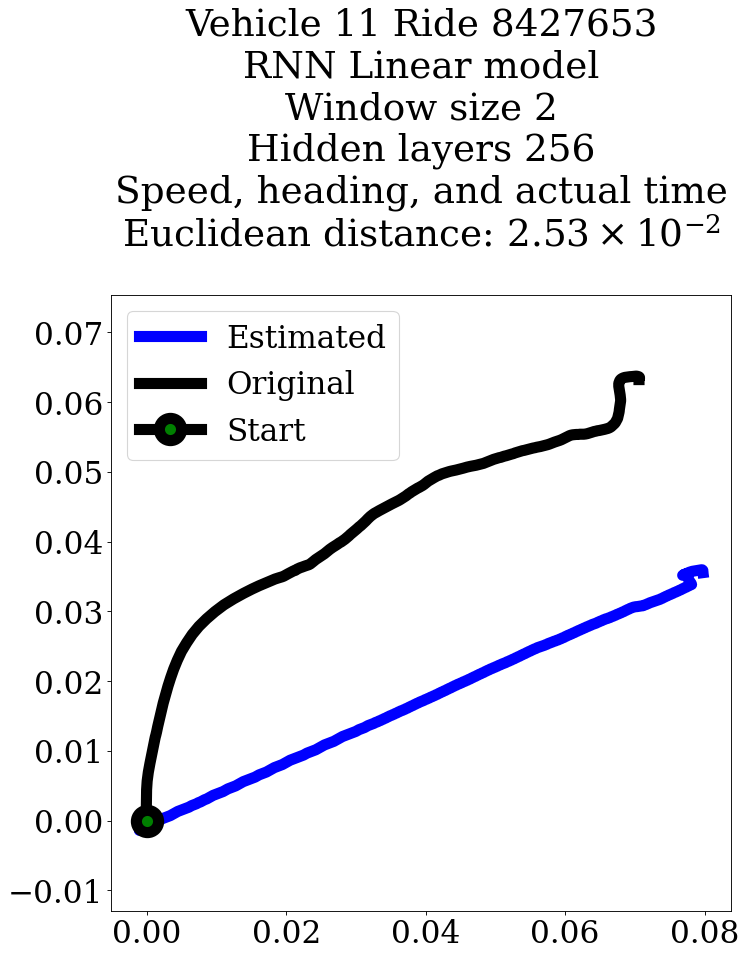 Vehicle 11 Ride 8427653
RNN Linear model
Window size 2
Hidden layers 256
Speed, heading, and actual time
Euclidean distance: 2.53 × 10⁻²
Estimated
Original
Start
0.07
0.06
0.05
0.04
0.03
0.02
0.01
0.00
−0.01
0.00 0.02 0.04 0.06 0.08